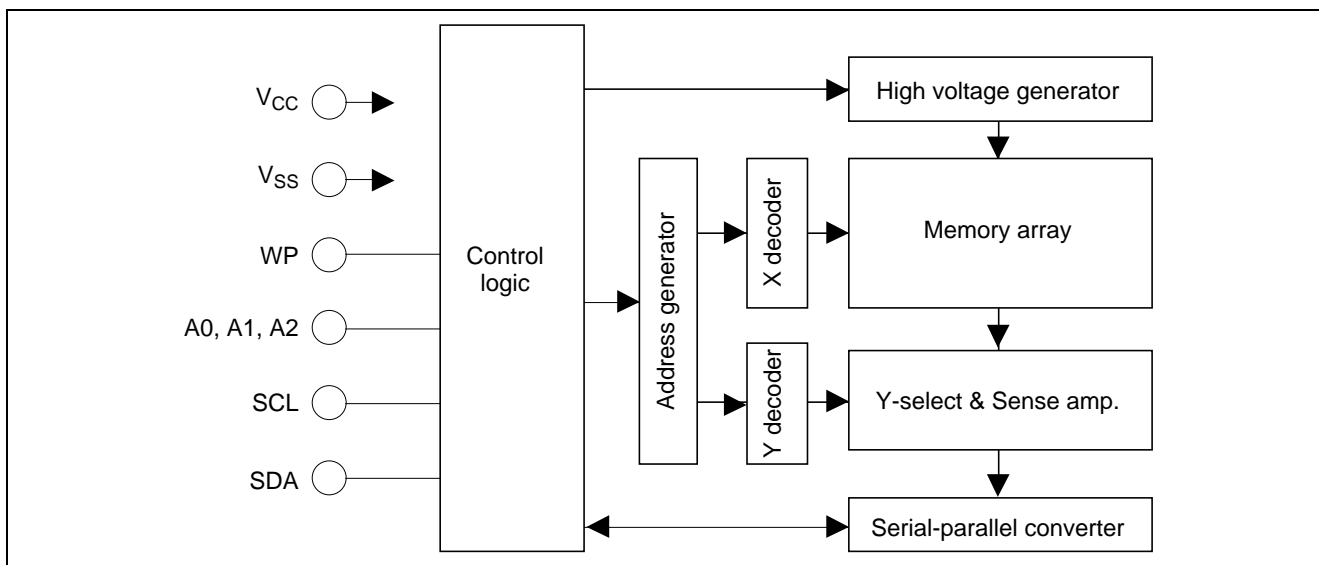 VCC
VSS
WP
A0, A1, A2
SCL
SDA
Control
logic
Address generator
X decoder
Y decoder
High voltage generator
Memory array
Y-select & Sense amp.
Serial-parallel converter